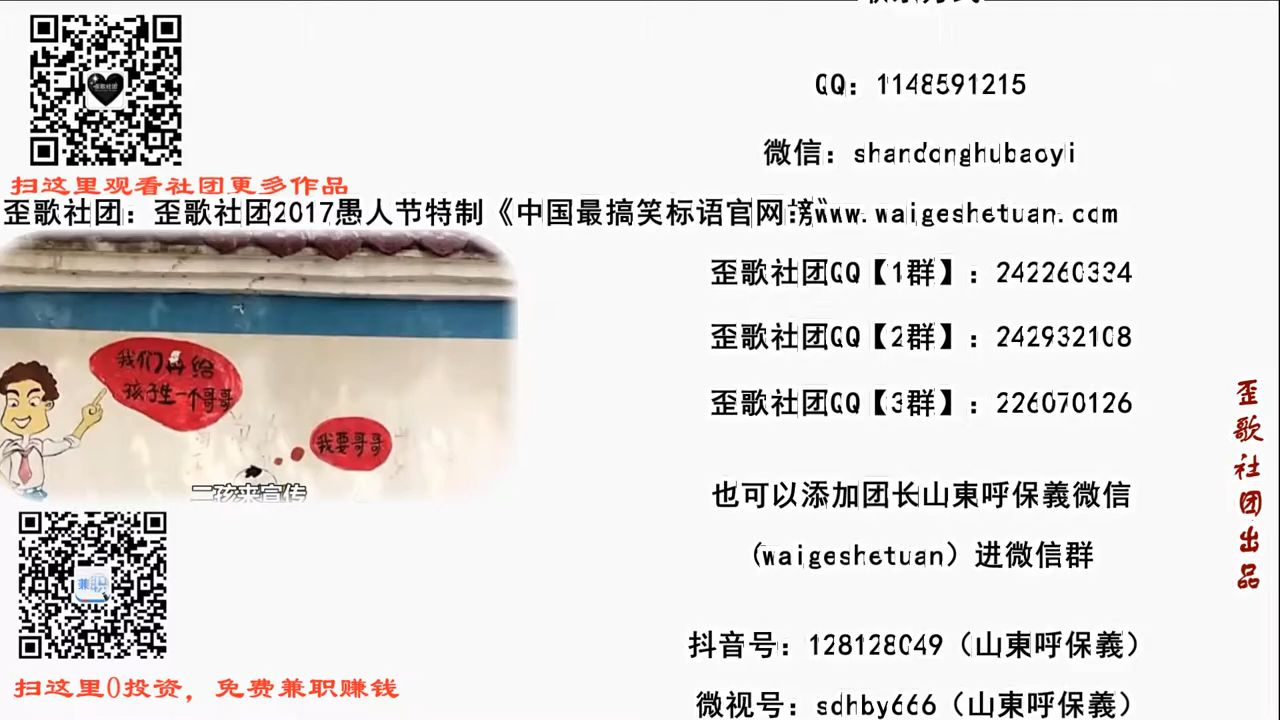 QQ：1148591215
微信：shandonghubaoyi
扫这里观看社团更多作品
歪歌社团：歪歌社团2017愚人节特制《中国最搞笑标语
官网：www.waigeshetuan.com
歪歌社团QQ【1群】：242260334
歪歌社团QQ【2群】：242932108
歪歌社团QQ【3群】：226070126
我们再给
孩子生一个哥哥
我要哥哥
二孩来宣传
也可以添加团长山東呼保義微信
(waigeshetuan）进微信群
歪歌社团出品
兼职
抖音号：128128049（山東呼保義）
扫这里0投资，免费兼职赚钱
微视号：sdhby666（山東呼保義）